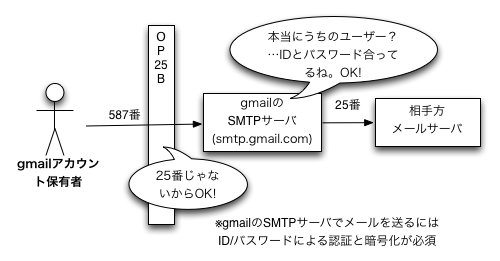 OP25B
本当にうちのユーザー？
…IDとパスワード合って
るね。OK!
587番
gmailの
SMTPサーバ
(smtp.gmail.com)
25番
相手方
メールサーバ
gmailアカウン
ト保有者
25番じゃな
いからOK!
※gmailのSMTPサーバでメールを送るには
ID/パスワードによる認証と暗号化が必須